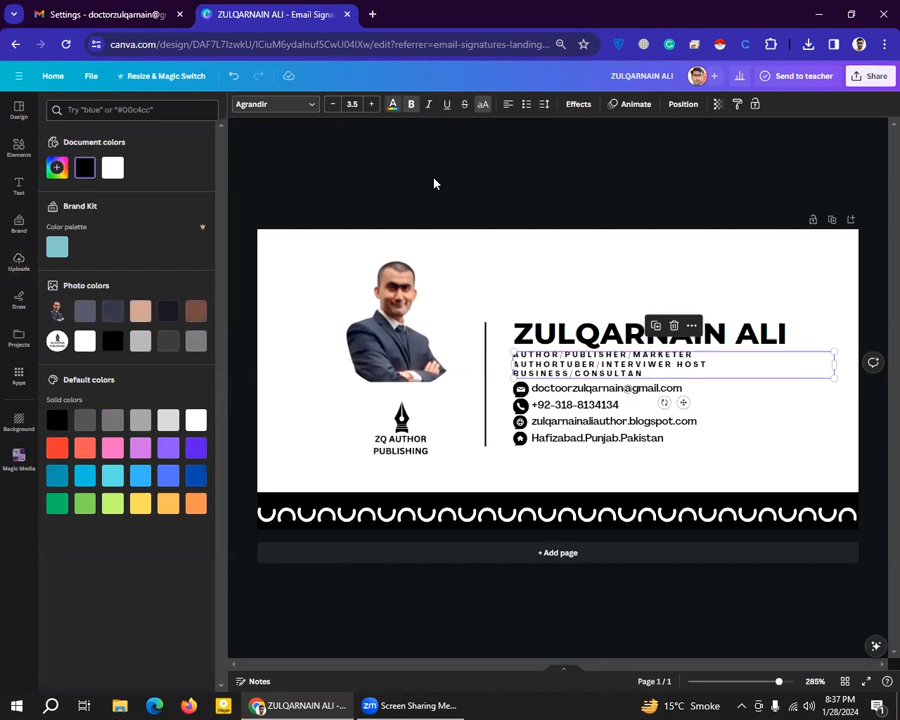 Settings - doctorzulqarnain@g
ZULQARNAIN ALI - Email Signa
canva.com/design/DAF7L7IzwkU/ICiuM6ydalnuf5CwU04IXw/edit?referrer=email-signatures-landing...
Home
File
Resize & Magic Switch
ZULQARNAIN ALI
Send to teacher
Share
Design
Elements
Text
Brand
Uploads
Draw
Projects
Apps
Background
Magic Media
Try "blue" or "#00c4cc"
Document colors
Brand Kit
Color palette
Photo colors
Default colors
Solid colors
Agrandir
– 3.5 +
A B I U S aA
Effects
Animate
Position
ZULQARNAIN ALI
AUTHOR/PUBLISHER/MARKETER
AUTHORTUBER/INTERVIWER HOST
BUSINESS/CONSULTAN
doctoorzulqarnain@gmail.com
+92-318-8134134
zulqarnainaliauthor.blogspot.com
Hafizabad.Punjab.Pakistan
ZQ AUTHOR
PUBLISHING
+ Add page
Notes
Page 1 / 1
285%
ZULQARNAIN ALI -...
zm
Screen Sharing Me...
15°C Smoke
8:37 PM
1/28/2024